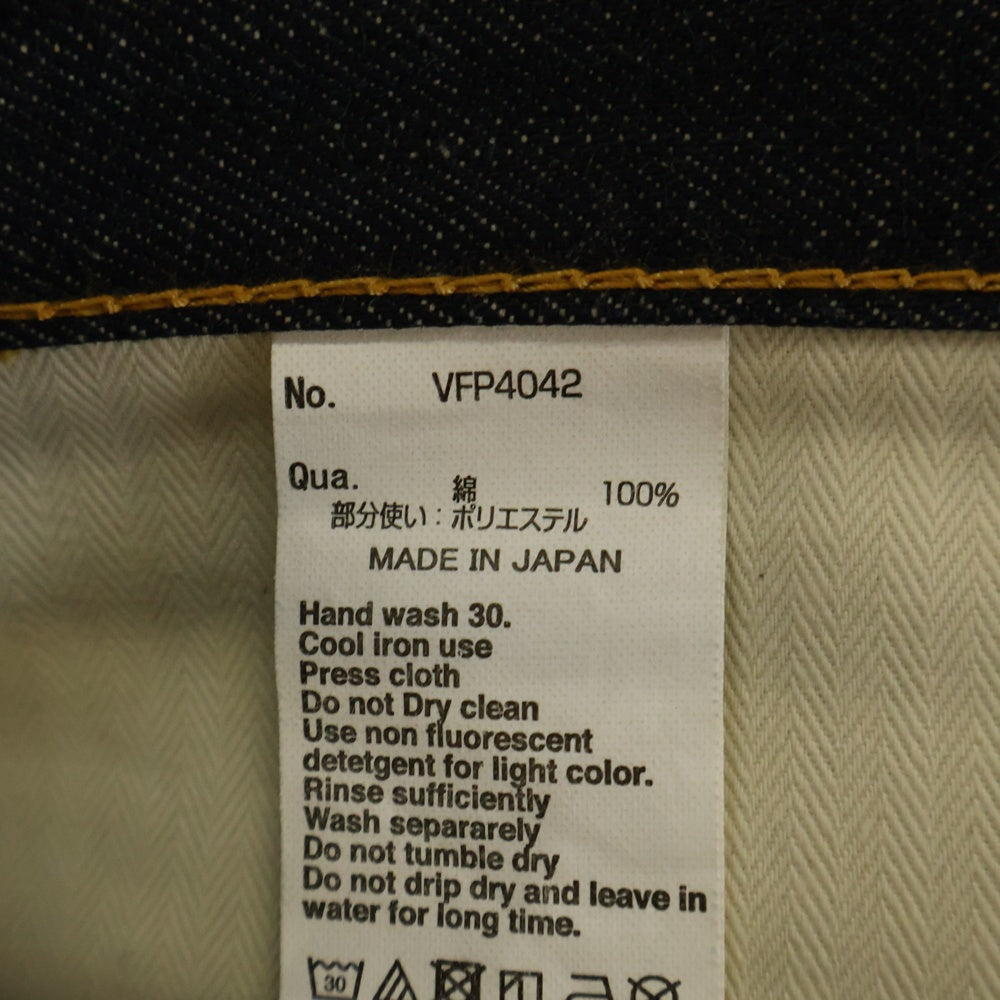 No. VFP4042
Qua. 綿 100%
部分使い：ポリエステル
MADE IN JAPAN
Hand wash 30.
Cool iron use
Press cloth
Do not Dry clean
Use non fluorescent
detetgent for light color.
Rinse sufficiently
Wash separarely
Do not tumble dry
Do not drip dry and leave in
water for long time.
30